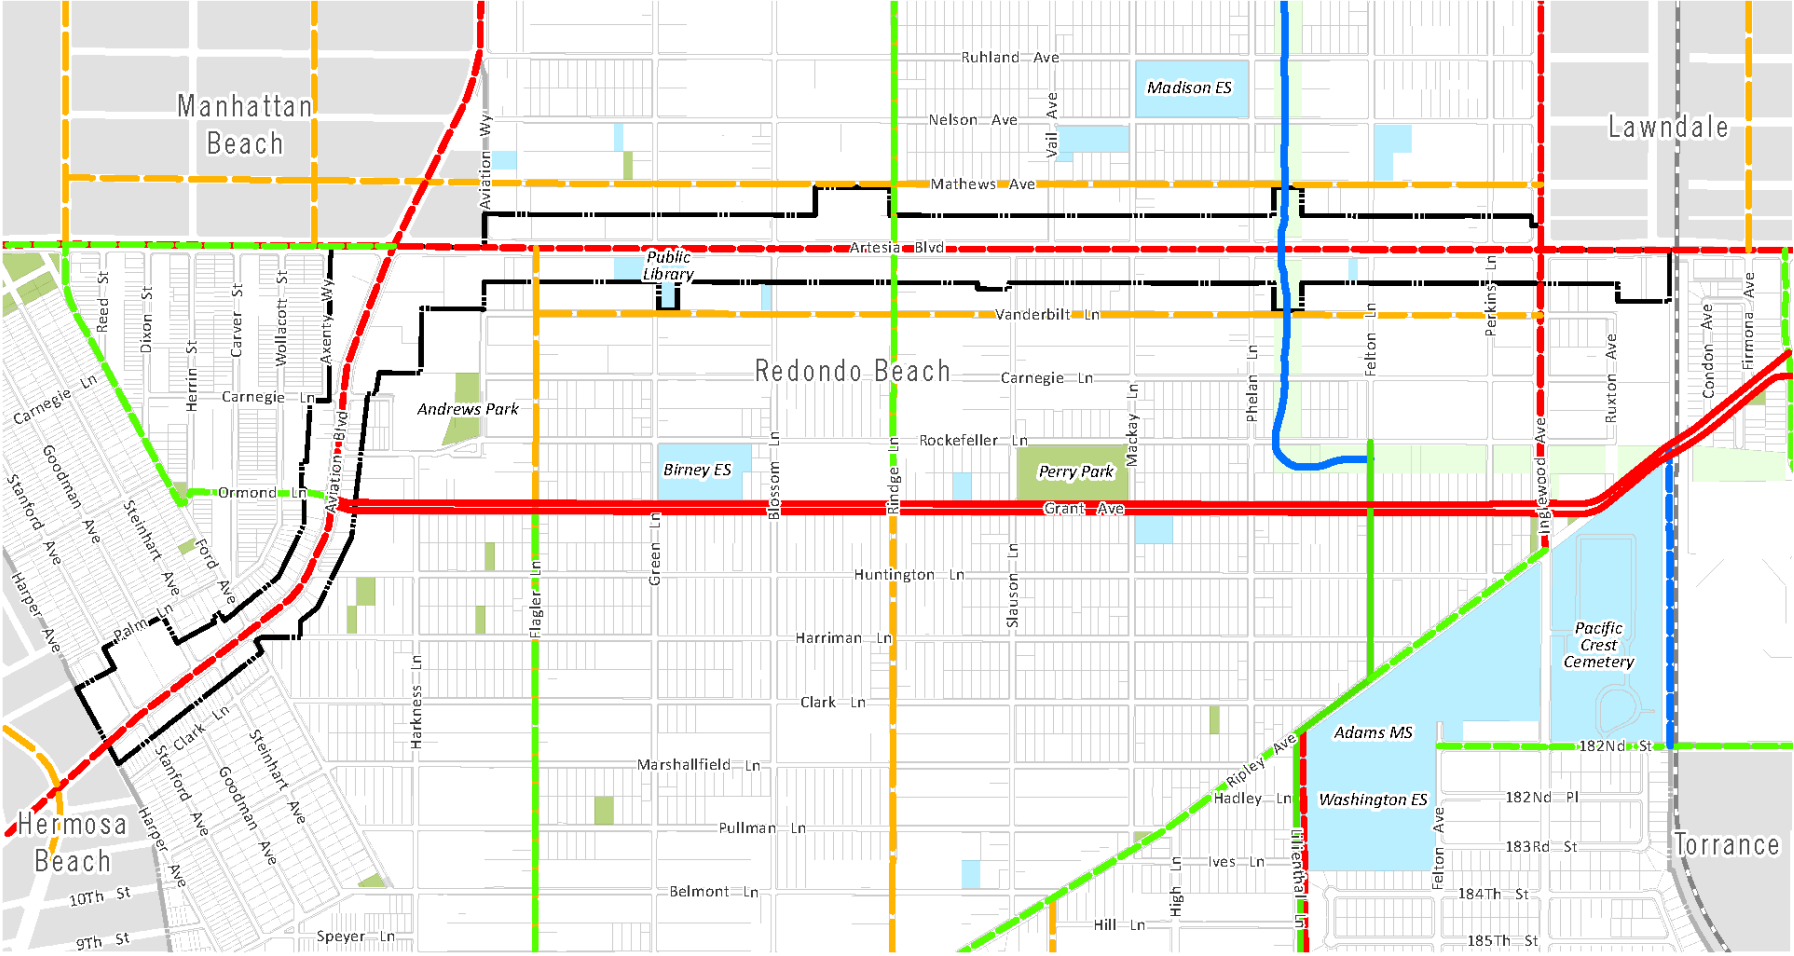 Ruhland Ave
Madison ES
Manhattan
Beach
Nelson Ave
Vail Ave
Lawndale
Aviation Wy
Mathews Ave
Artesia Blvd
Public
Library
Reed St
Dixon St
Herrin St
Carver St
Wollacott St
Axenty Wy
Vanderbilt Ln
Felton Ln
Perkins Ln
Condon Ave
Firmona Ave
Ruxton Ave
Redondo Beach
Carnegie Ln
Carnegie Ln
Carnegie Ln
Andrews Park
Phelan Ln
Mackay Ln
Rockefeller Ln
Aviation Blvd
Birney ES
Blossom Ln
Rindge Ln
Perry Park
Inglewood Ave
Ormond Ln
Grant Ave
Goodman Ave
Stanford Ave
Steinhart Ave
Ford Ave
Harper Ave
Palm Ln
Flagler Ln
Green Ln
Huntington Ln
Slauson Ln
Harriman Ln
Pacific
Crest
Cemetery
Harkness Ln
Clark Ln
Clark Ln
Steinhart Ave
Stanford Ave
Goodman Ave
Harper Ave
Adams MS
182Nd St
Marshallfield Ln
Ripley Ave
Hadley Ln
Washington ES
182Nd Pl
Felton Ave
Hermosa
Beach
Pullman Ln
Lilienthal Ln
183Rd St
Torrance
Ives Ln
High Ln
10Th St
Belmont Ln
184Th St
Hill Ln
9Th St
Speyer Ln
185Th St